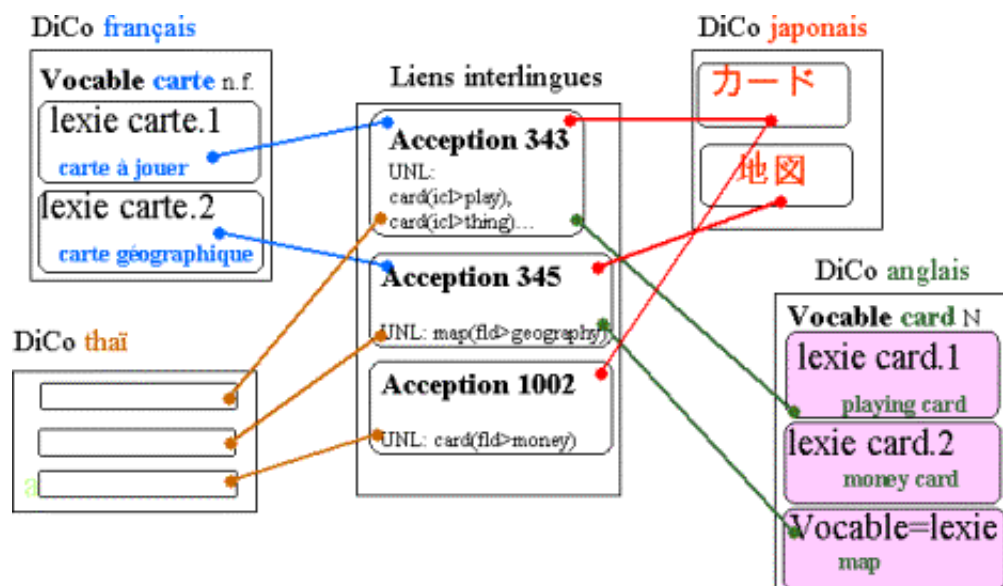 DiCo français
Vocable carte n.f.
lexie carte.1
carte à jouer
lexie carte.2
carte géographique
DiCo thaï
a
Liens interlingues
Acception 343
UNL:
card(icl>play),
card(icl>thing)...
Acception 345
UNL: map(fld>geography)
Acception 1002
UNL: card(fld>money)
DiCo japonais
カード
地図
DiCo anglais
Vocable card N
lexie card.1
playing card
lexie card.2
money card
Vocable=lexie
map